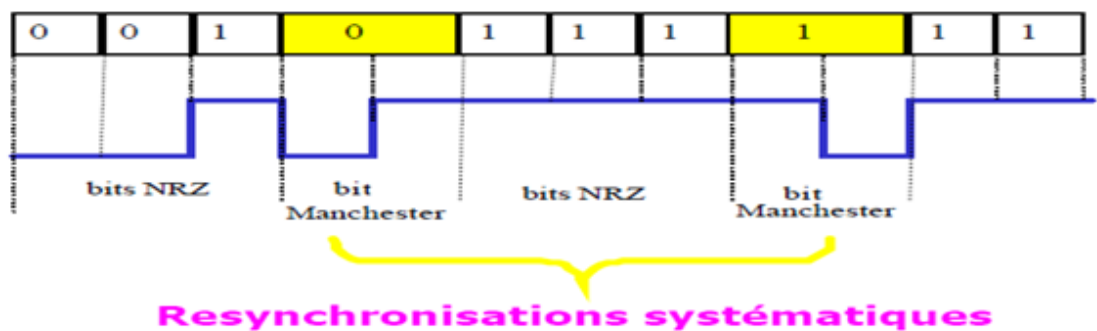 0 0 1 0 1 1 1 1 1 1
bits NRZ bit bits NRZ bit
Manchester Manchester
Resynchronisations systématiques